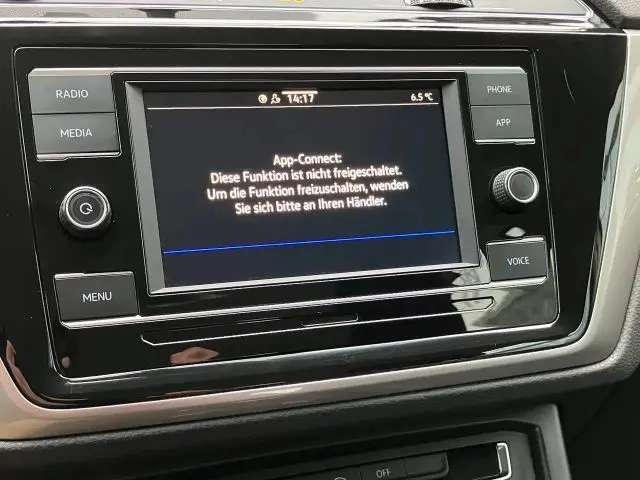 14:17
6.5 °C
RADIO
MEDIA
PHONE
APP
App-Connect:
Diese Funktion ist nicht freigeschaltet.
Um die Funktion freizuschalten, wenden
Sie sich bitte an Ihren Händler.
MENU
VOICE
OFF